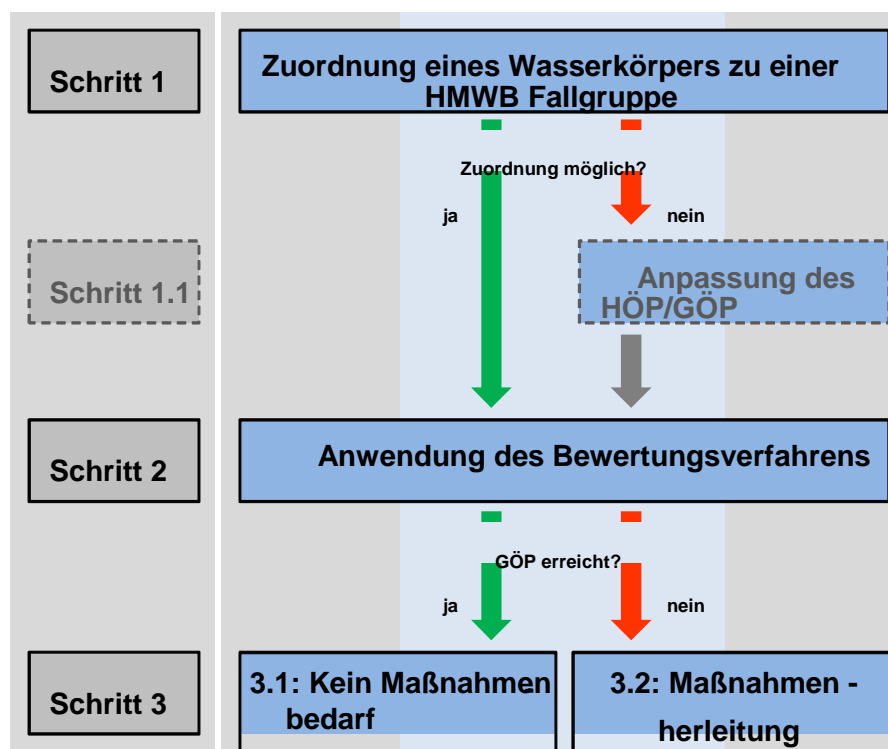 Schritt 1
Zuordnung eines Wasserkörpers zu einer
HMWB Fallgruppe
Zuordnung möglich?
ja
nein
Schritt 1.1
Anpassung des
HÖP/GÖP
Schritt 2
Anwendung des Bewertungsverfahrens
GÖP erreicht?
ja
nein
Schritt 3
3.1: Kein Maßnahmen-
bedarf
3.2: Maßnahmen -
herleitung